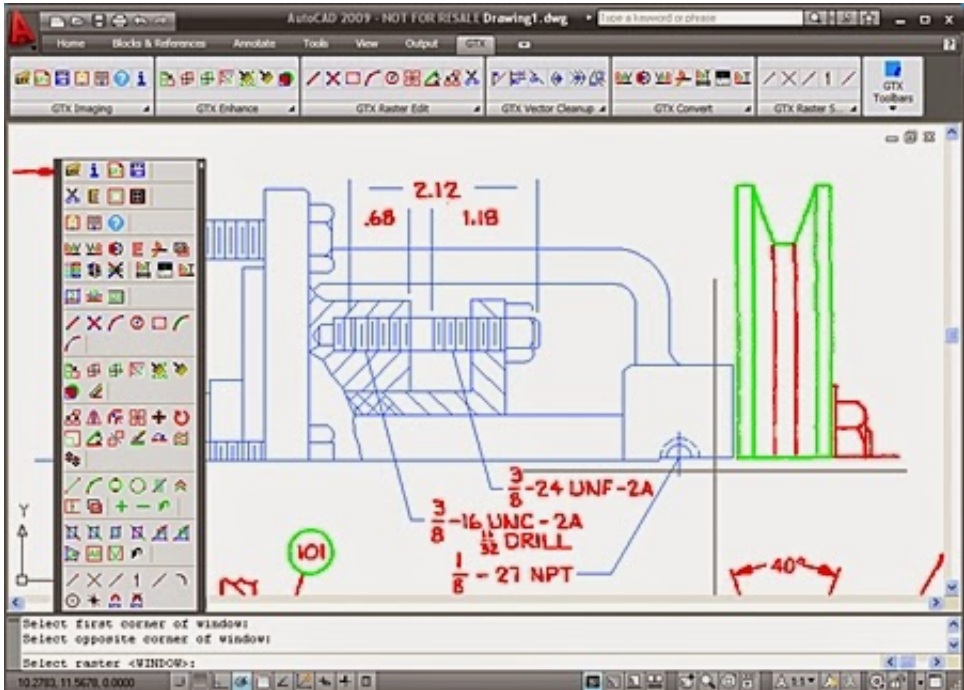 AutoCAD 2009 - NOT FOR RESALE Drawing1.dwg
Type a keyword or phrase
Home Blocks & References Annotate Tools View Output GTX
GTX Imaging GTX Enhance GTX Raster Edit GTX Vector Cleanup GTX Convert GTX Raster S... GTX Toolbars
2.12
.68 1.18
3/8-24 UNF-2A
3/8-16 UNC-2A
11/32 DRILL
1/8-27 NPT
101
40°
Y
Select first corner of window:
Select opposite corner of window:
Select raster <WINDOW>:
10.2783, 11.5678, 0.0000
1:1